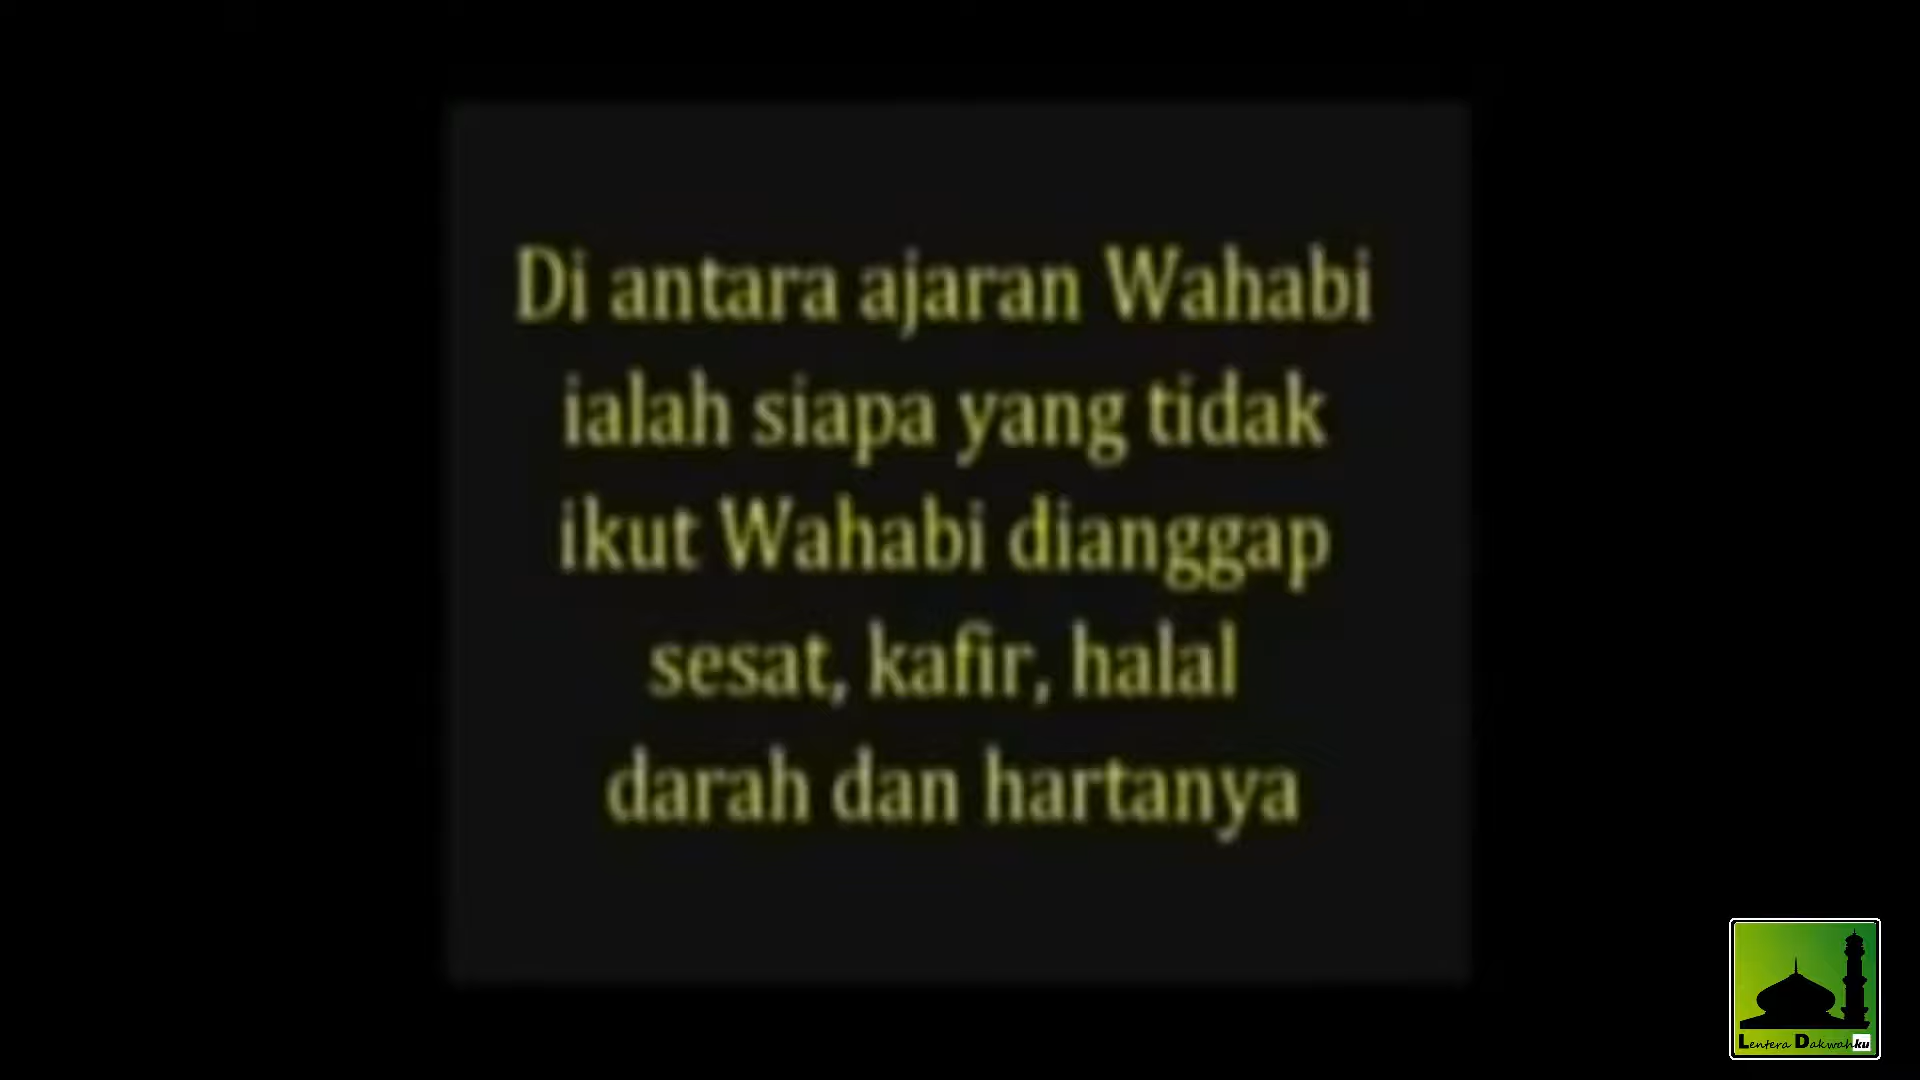 Di antara ajaran Wahabi
ialah siapa yang tidak
ikut Wahabi dianggap
sesat, kafir, halal
darah dan hartanya
Lentera Dakwahku